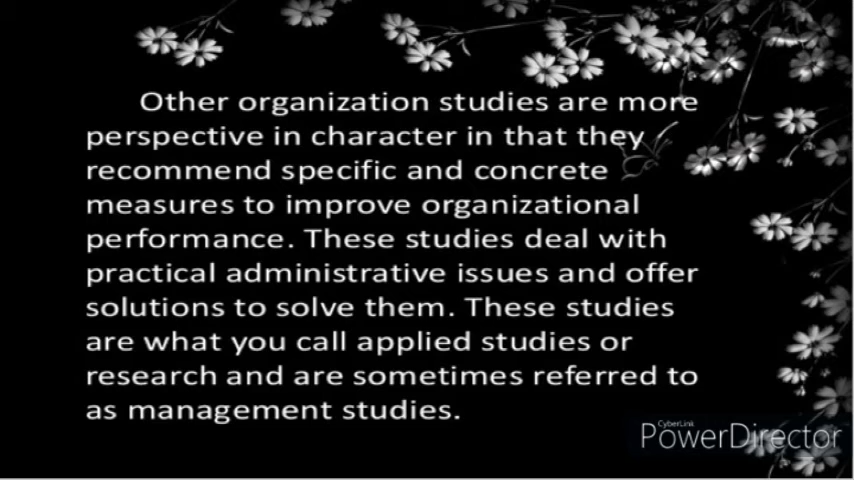 Other organization studies are more
perspective in character in that they
recommend specific and concrete
measures to improve organizational
performance. These studies deal with
practical administrative issues and offer
solutions to solve them. These studies
are what you call applied studies or
research and are sometimes referred to
as management studies.
CyberLink
PowerDirector